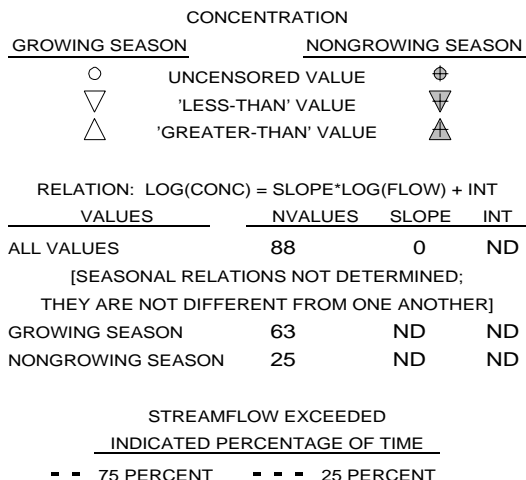 CONCENTRATION
GROWING SEASON NONGROWING SEASON
UNCENSORED VALUE
'LESS-THAN' VALUE
'GREATER-THAN' VALUE
RELATION: LOG(CONC) = SLOPE*LOG(FLOW) + INT
VALUES NVALUES SLOPE INT
ALL VALUES 88 0 ND
[SEASONAL RELATIONS NOT DETERMINED;
THEY ARE NOT DIFFERENT FROM ONE ANOTHER]
GROWING SEASON 63 ND ND
NONGROWING SEASON 25 ND ND
STREAMFLOW EXCEEDED
INDICATED PERCENTAGE OF TIME
75 PERCENT 25 PERCENT